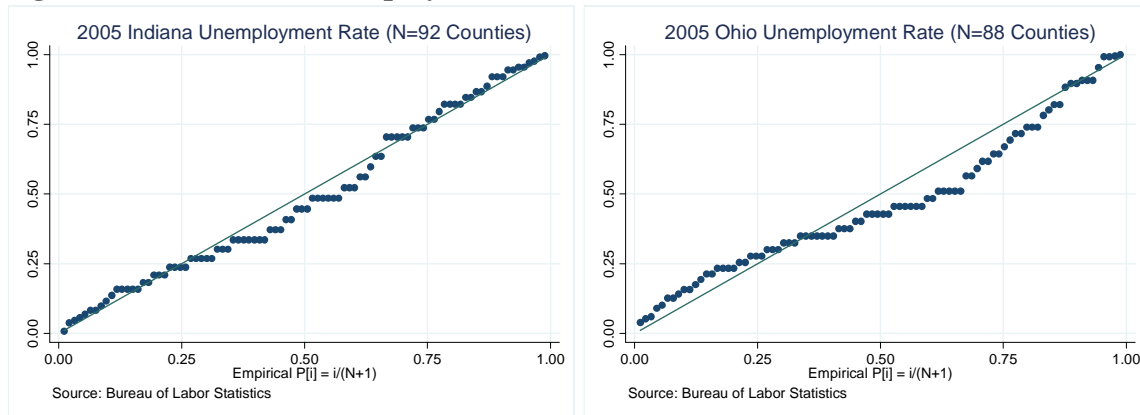 2005 Indiana Unemployment Rate (N=92 Counties)
1.00
0.75
0.50
0.25
0.00
0.00 0.25 0.50 0.75 1.00
Empirical P[i] = i/(N+1)
Source: Bureau of Labor Statistics
2005 Ohio Unemployment Rate (N=88 Counties)
1.00
0.75
0.50
0.25
0.00
0.00 0.25 0.50 0.75 1.00
Empirical P[i] = i/(N+1)
Source: Bureau of Labor Statistics